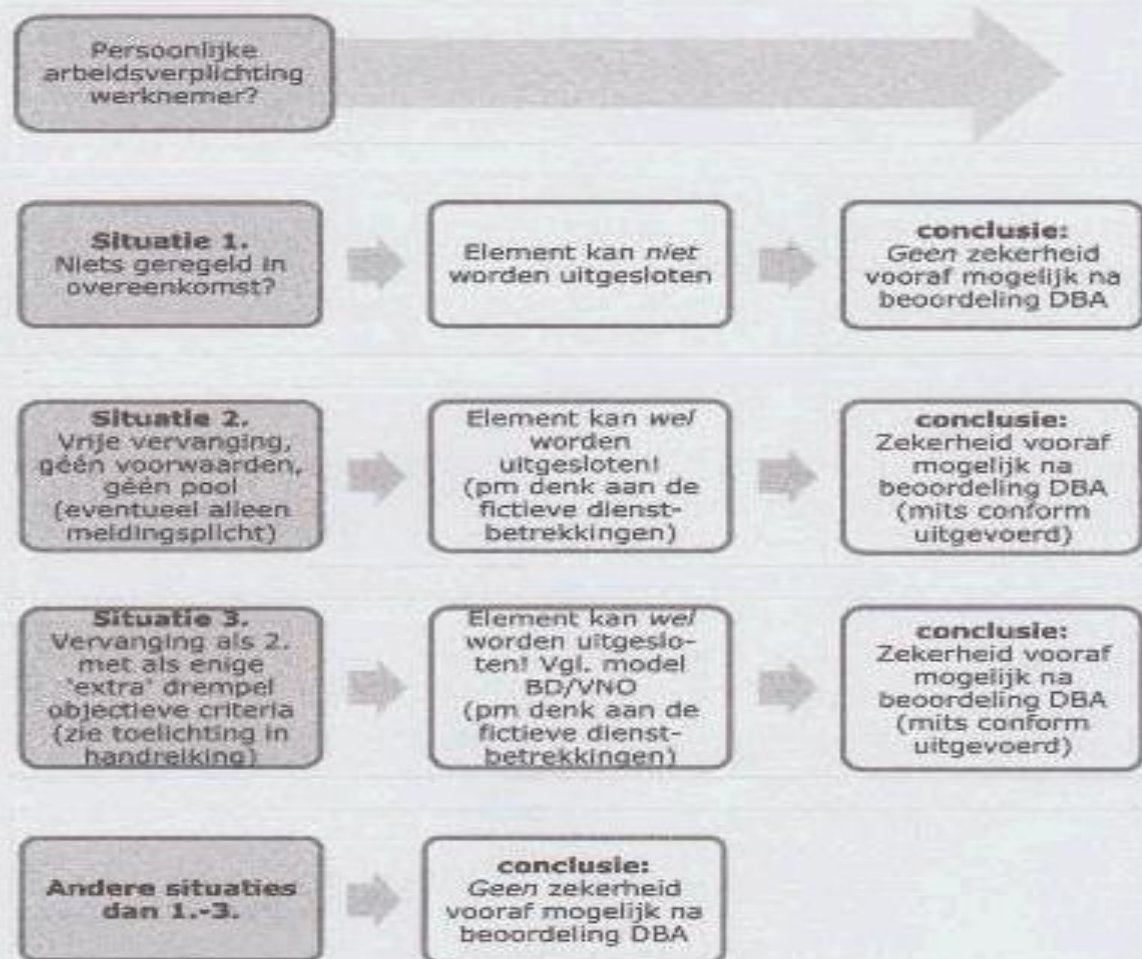 Persoonlijke
arbeidsverplichting
werknemer?
Situatie 1.
Niets geregeld in
overeenkomst?
Element kan niet
worden uitgesloten
conclusie:
Geen zekerheid
vooraf mogelijk na
beoordeling DBA
Situatie 2.
Vrije vervanging,
géén voorwaarden,
géén pool
(eventueel alleen
meldingsplicht)
Element kan wel
worden
uitgesloten!
(pm denk aan de
fictieve dienst-
betrekkingen)
conclusie:
Zekerheid vooraf
mogelijk na
beoordeling DBA
(mits conform
uitgevoerd)
Situatie 3.
Vervanging als 2.
met als enige
'extra' drempel
objectieve criteria
(zie toelichting in
handreiking)
Element kan wel
worden uitgeslo-
ten! Vgl. model
BD/VNO
(pm denk aan de
fictieve dienst-
betrekkingen)
conclusie:
Zekerheid vooraf
mogelijk na
beoordeling DBA
(mits conform
uitgevoerd)
Andere situaties
dan 1.-3.
conclusie:
Geen zekerheid
vooraf mogelijk na
beoordeling DBA